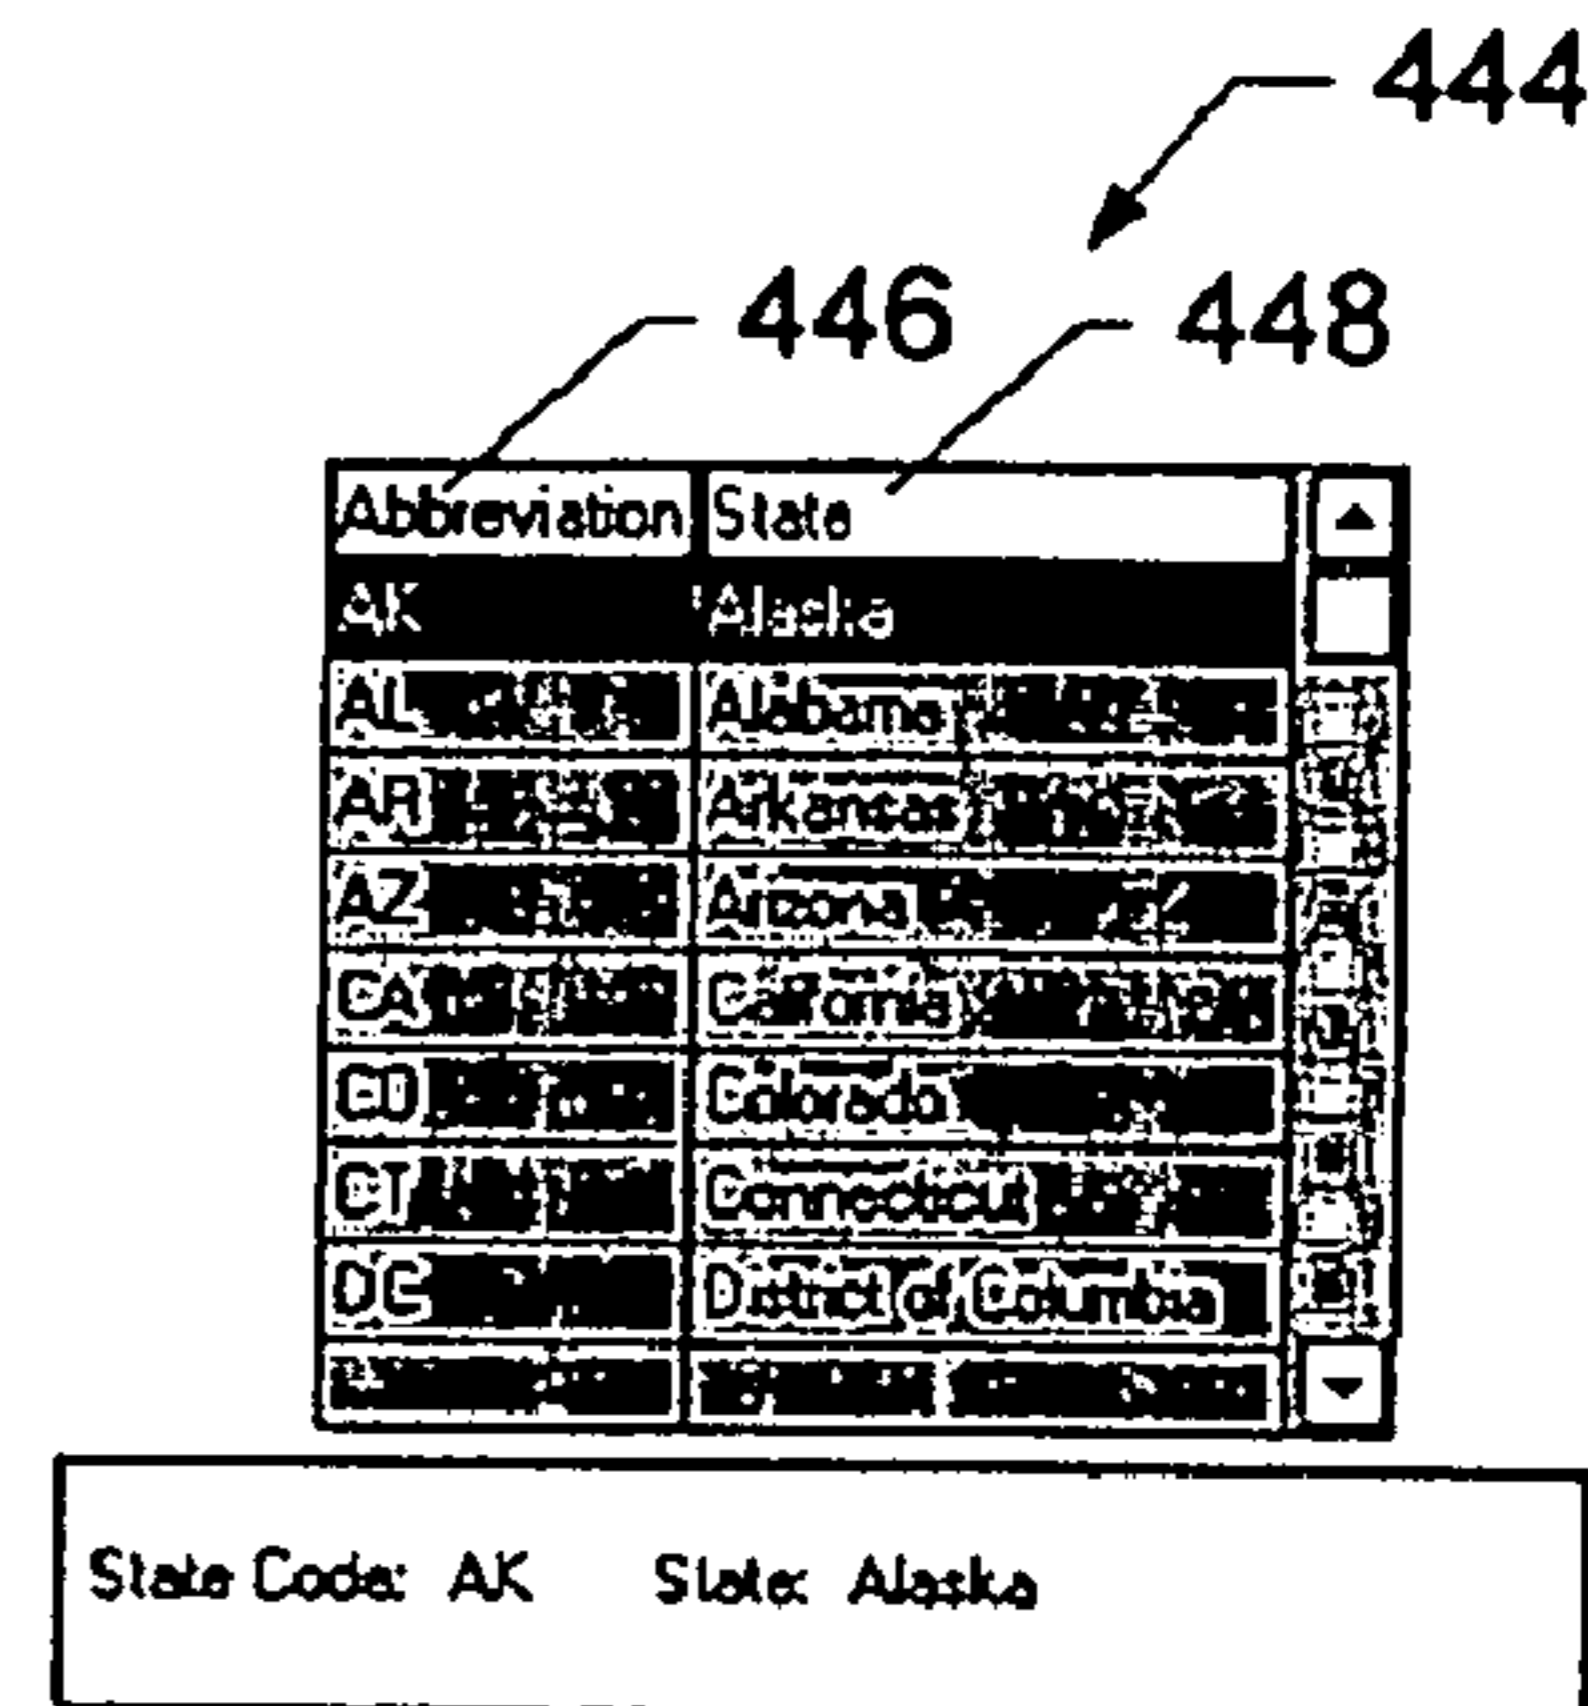 444
446 448
Abbreviation State
AK Alaska
AL Alabama
AR Arkansas
AZ Arizona
CA California
CO Colorado
CT Connecticut
DC District of Columbia
State Code: AK State: Alaska